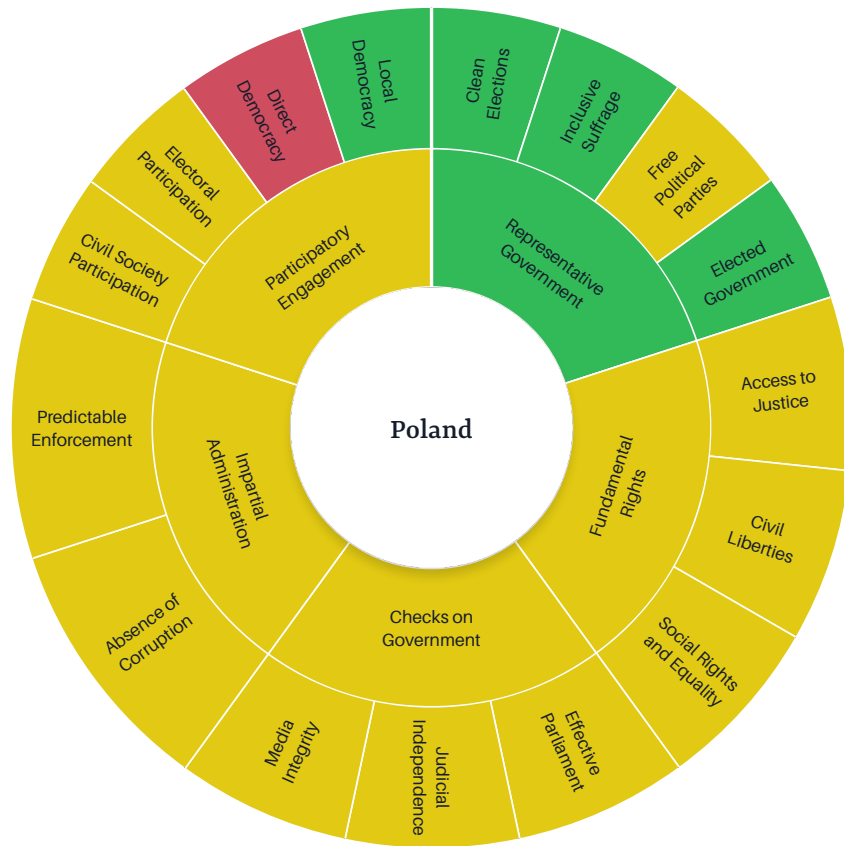 Poland
Representative
Government
Clean
Elections
Inclusive
Suffrage
Free
Political
Parties
Elected
Government
Fundamental
Rights
Access to
Justice
Civil
Liberties
Social Rights
and Equality
Checks on
Government
Effective
Parliament
Judicial
Independence
Media
Integrity
Impartial
Administration
Absence of
Corruption
Predictable
Enforcement
Participatory
Engagement
Civil Society
Participation
Electoral
Participation
Direct
Democracy
Local
Democracy